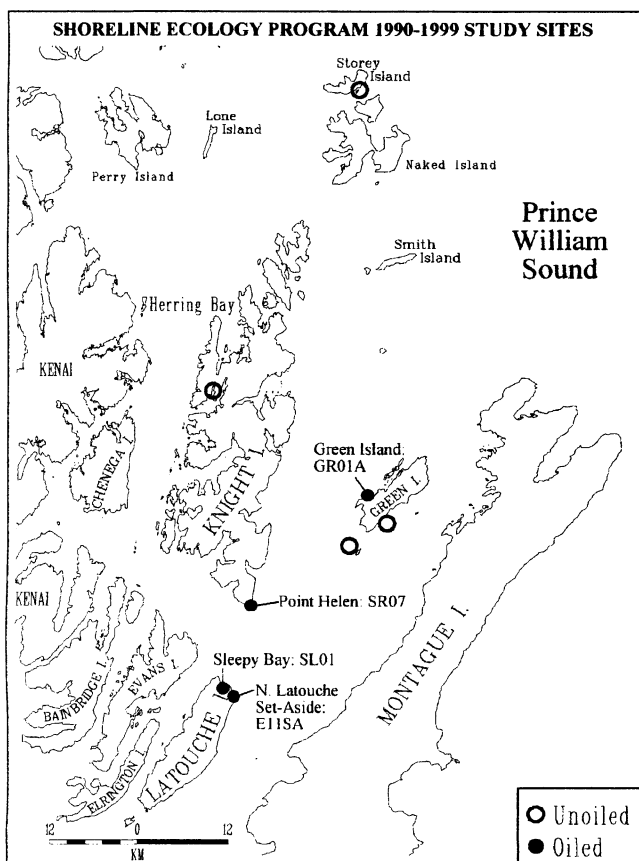 SHORELINE ECOLOGY PROGRAM 1990-1999 STUDY SITES
Storey
Island
Lone
Island
Perry Island
Naked Island
Prince
William
Sound
Smith
Island
Herring Bay
KENAI
CHENEGA I.
KNIGHT I.
Green Island:
GR01A
GREEN I.
Point Helen: SR07
KENAI
MONTAGUE I.
Sleepy Bay: SL01
N. Latouche
Set-Aside:
E11SA
BAINBRIDGE I.
EVANS I.
ELRINGTON I.
LATOUCHE
12 0 12
KM
Unoiled
Oiled